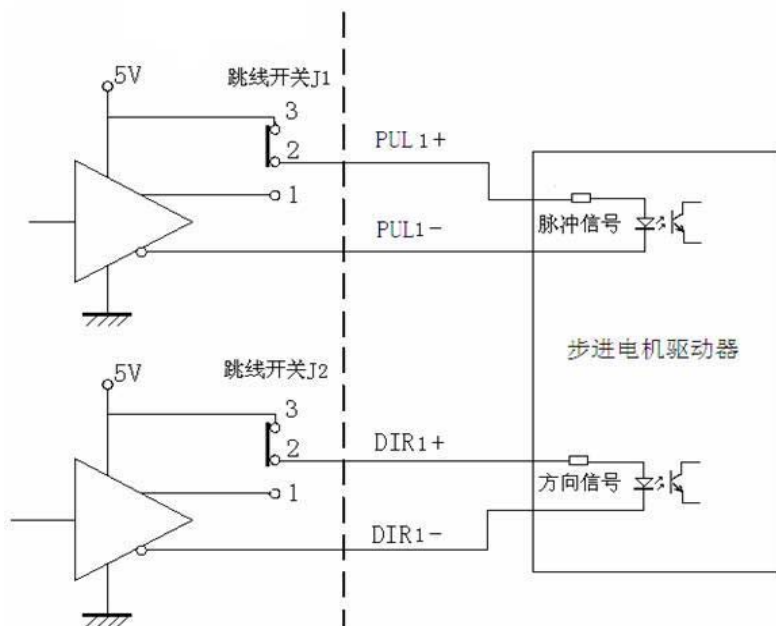 5V
跳线开关J1
3
2
1
PUL1+
PUL1-
脉冲信号
步进电机驱动器
5V
跳线开关J2
3
2
1
DIR1+
DIR1-
方向信号